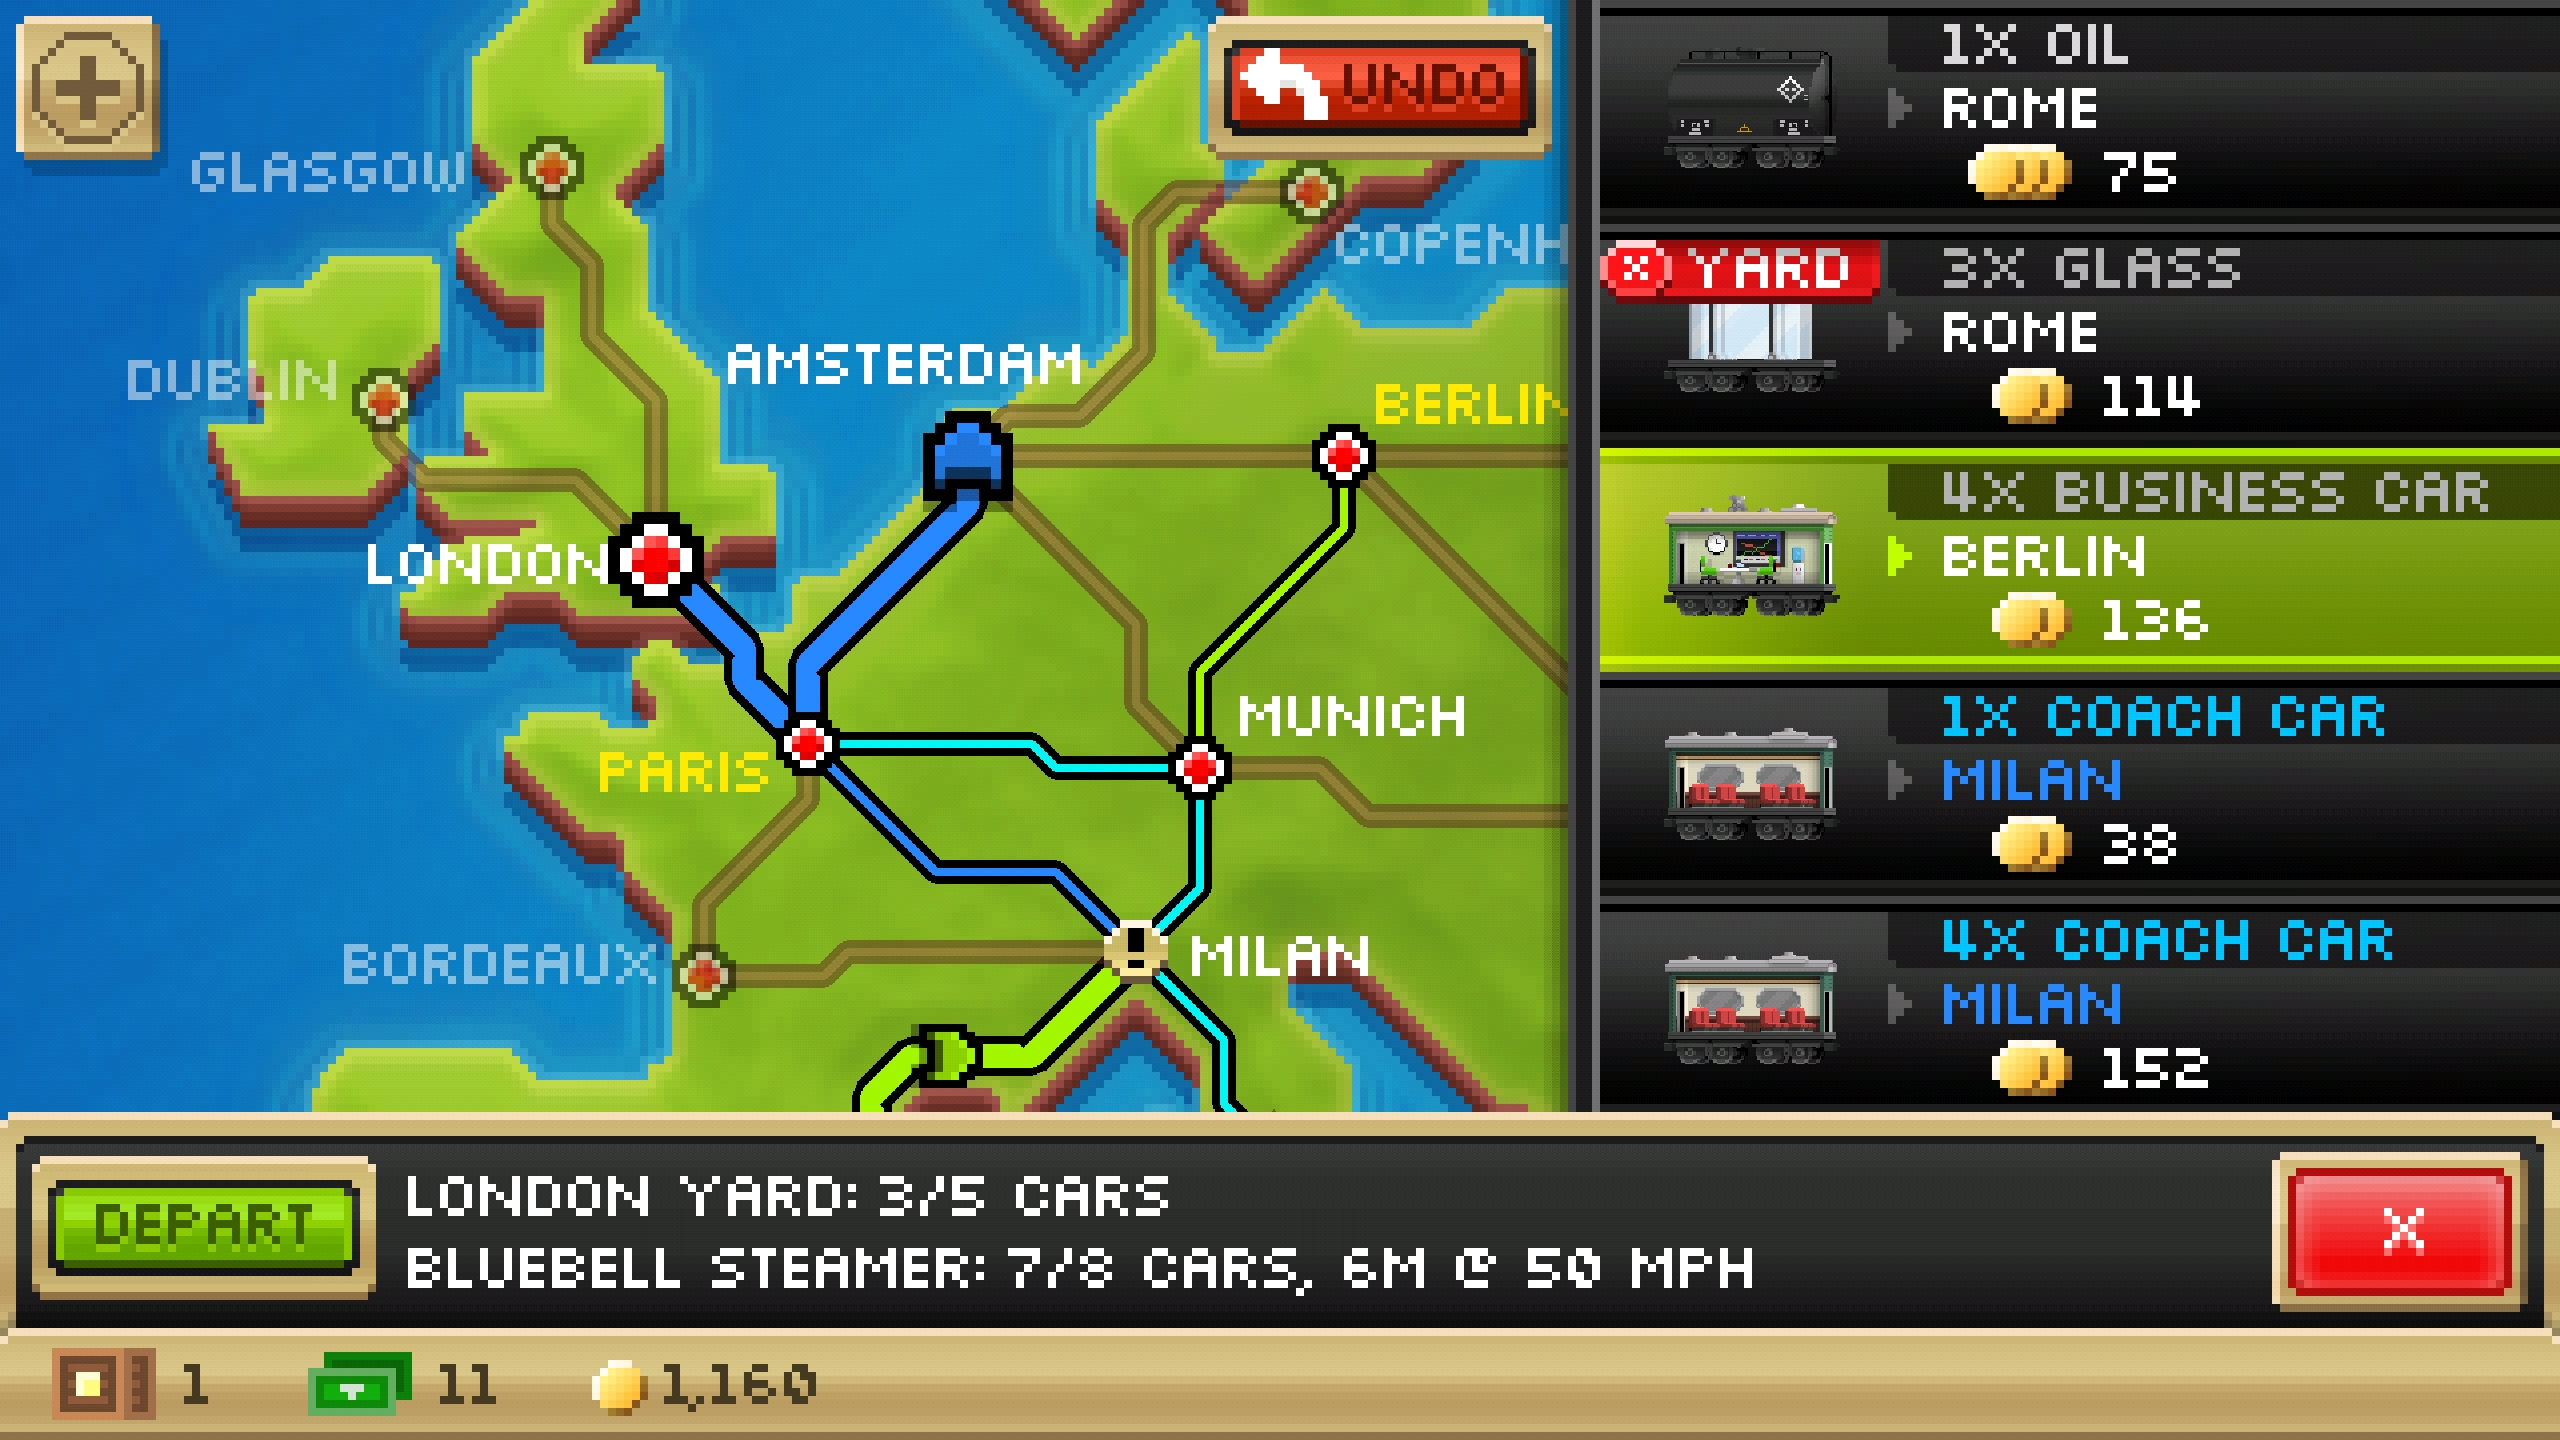 UNDO
GLASGOW
COPENH
DUBLIN
AMSTERDAM
BERLIN
LONDON
MUNICH
PARIS
BORDEAUX
MILAN
1X OIL
ROME
75
YARD
3X GLASS
ROME
114
4X BUSINESS CAR
BERLIN
136
1X COACH CAR
MILAN
38
4X COACH CAR
MILAN
152
DEPART
LONDON YARD: 3/5 CARS
BLUEBELL STEAMER: 7/8 CARS, 6M @ 50 MPH
X
1 11 1,160